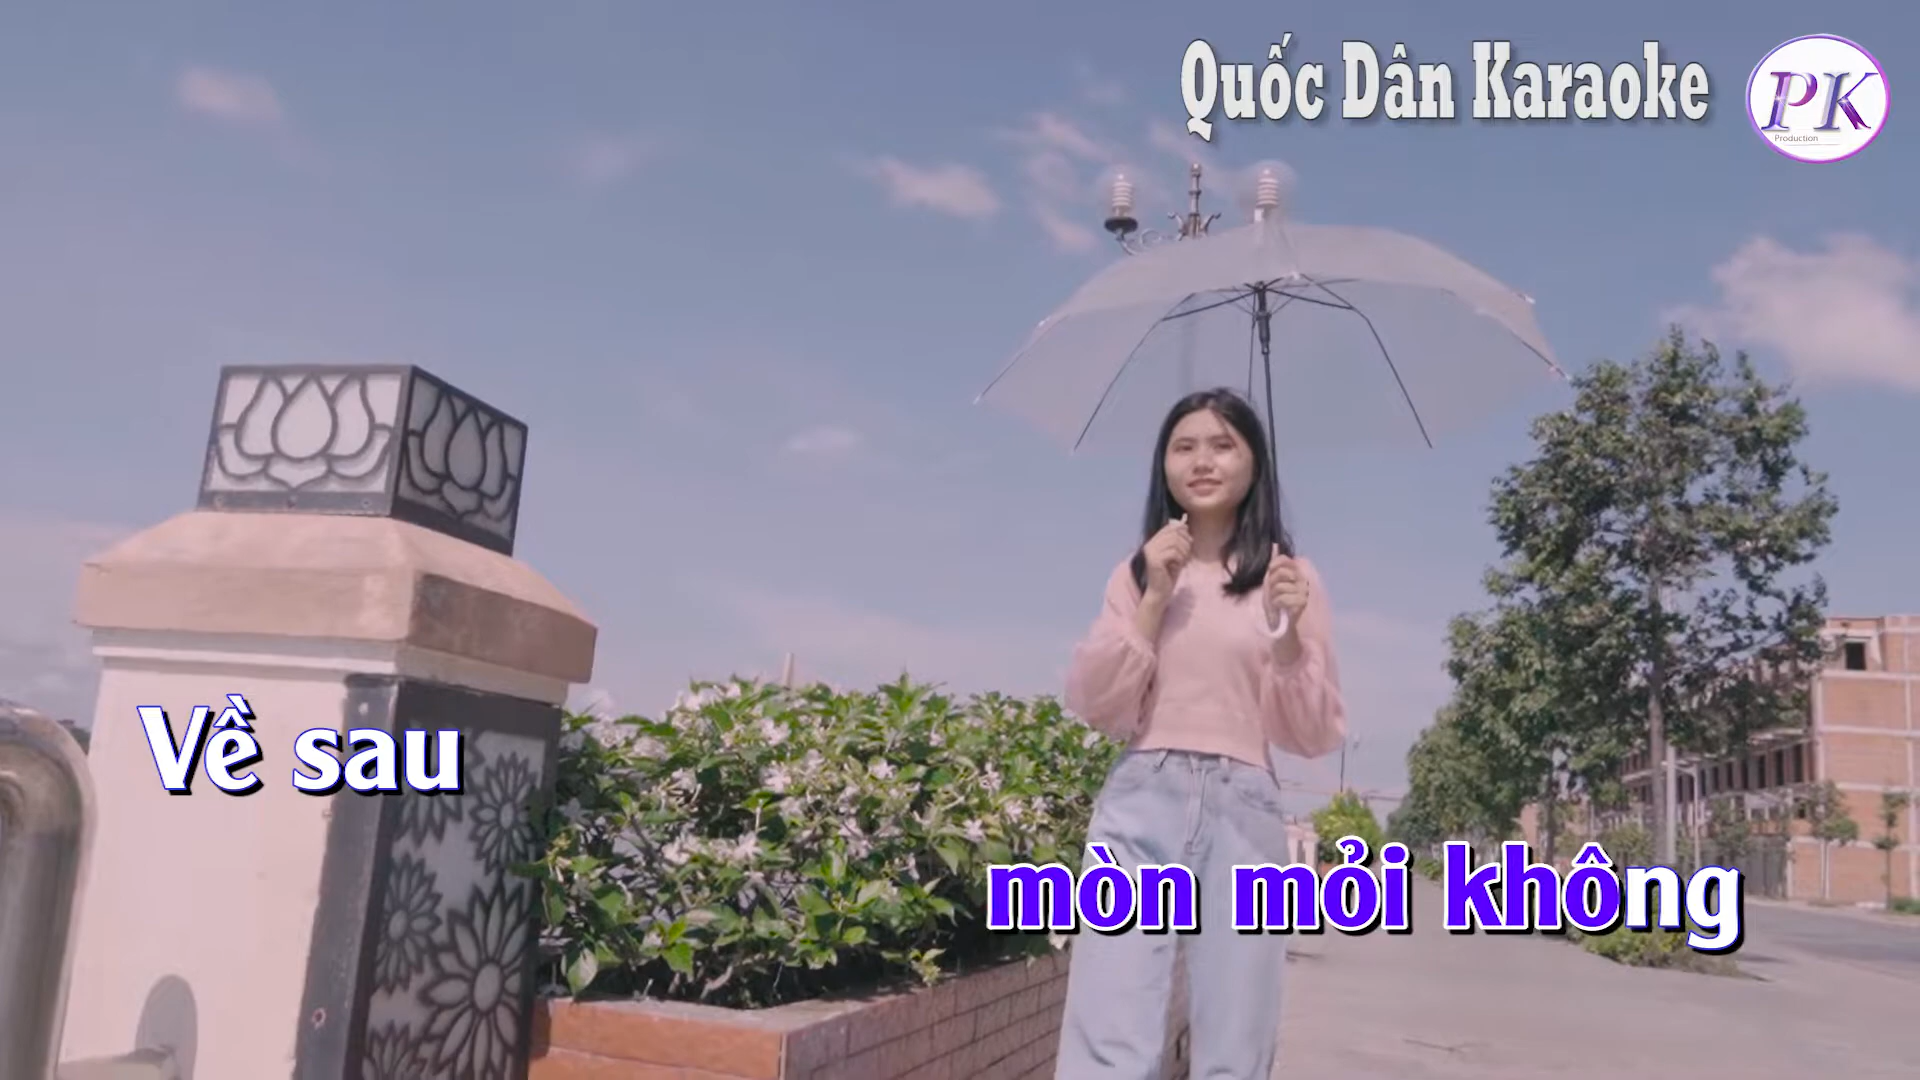 Quốc Dân Karaoke
PK
Production
Về sau
mòn mỏi không